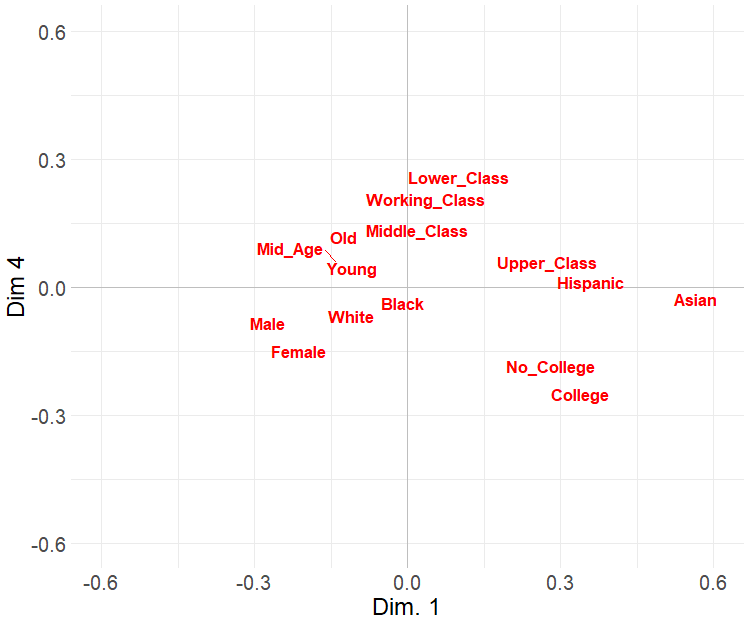 0.6
0.3
Lower_Class
Working_Class
Middle_Class
Old
Mid_Age
Young
Upper_Class
Hispanic
Dim 4
0.0
Asian
Black
White
Male
Female
No_College
College
-0.3
-0.6
-0.6 -0.3 0.0 0.3 0.6
Dim. 1